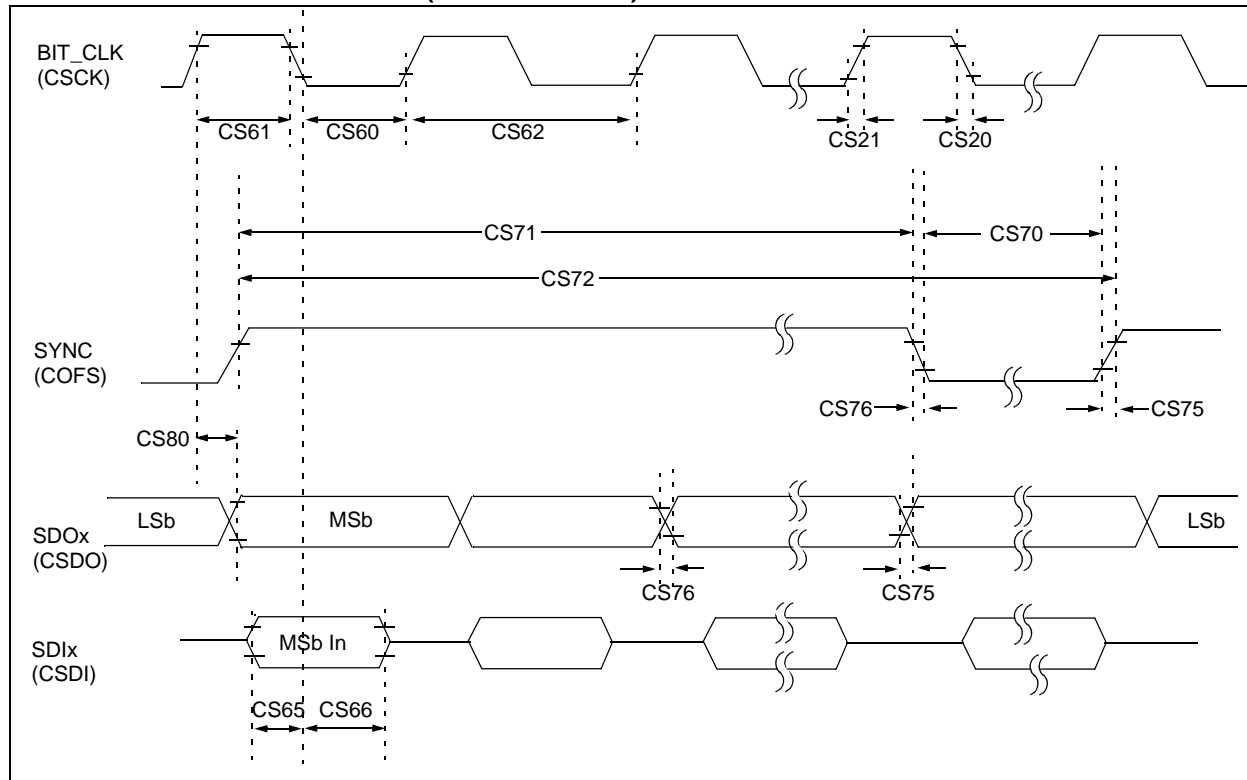 BIT_CLK
(CSCK)
CS61
CS60
CS62
CS21
CS20
CS71
CS70
CS72
SYNC
(COFS)
CS76
CS75
CS80
LSb
MSb
LSb
SDOx
(CSDO)
CS76
CS75
SDIx
(CSDI)
MSb In
CS65
CS66